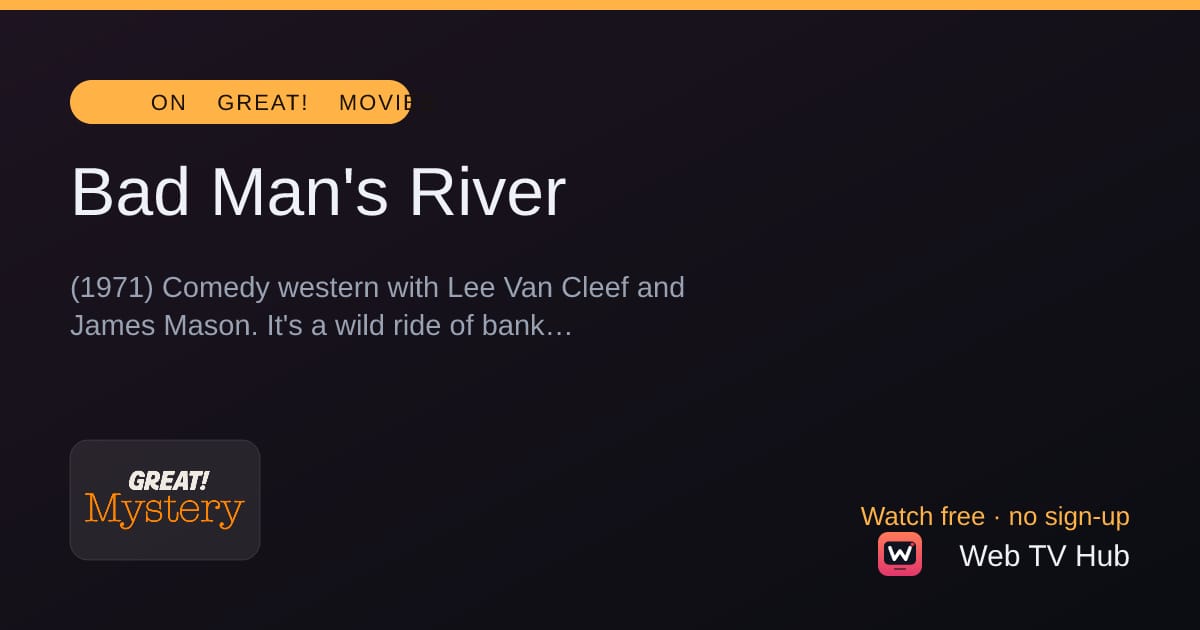 ON GREAT! MOVIE
Bad Man's River
(1971) Comedy western with Lee Van Cleef and
James Mason. It's a wild ride of bank…
GREAT!
Mystery
Watch free · no sign-up
W
Web TV Hub